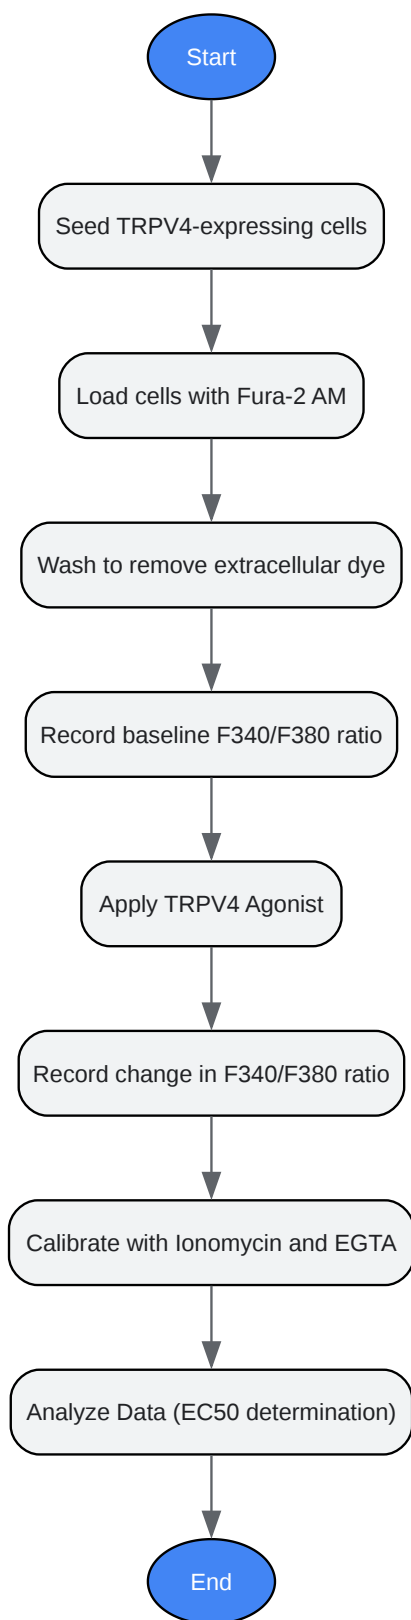 Start
Seed TRPV4-expressing cells
Load cells with Fura-2 AM
Wash to remove extracellular dye
Record baseline F340/F380 ratio
Apply TRPV4 Agonist
Record change in F340/F380 ratio
Calibrate with Ionomycin and EGTA
Analyze Data (EC50 determination)
End